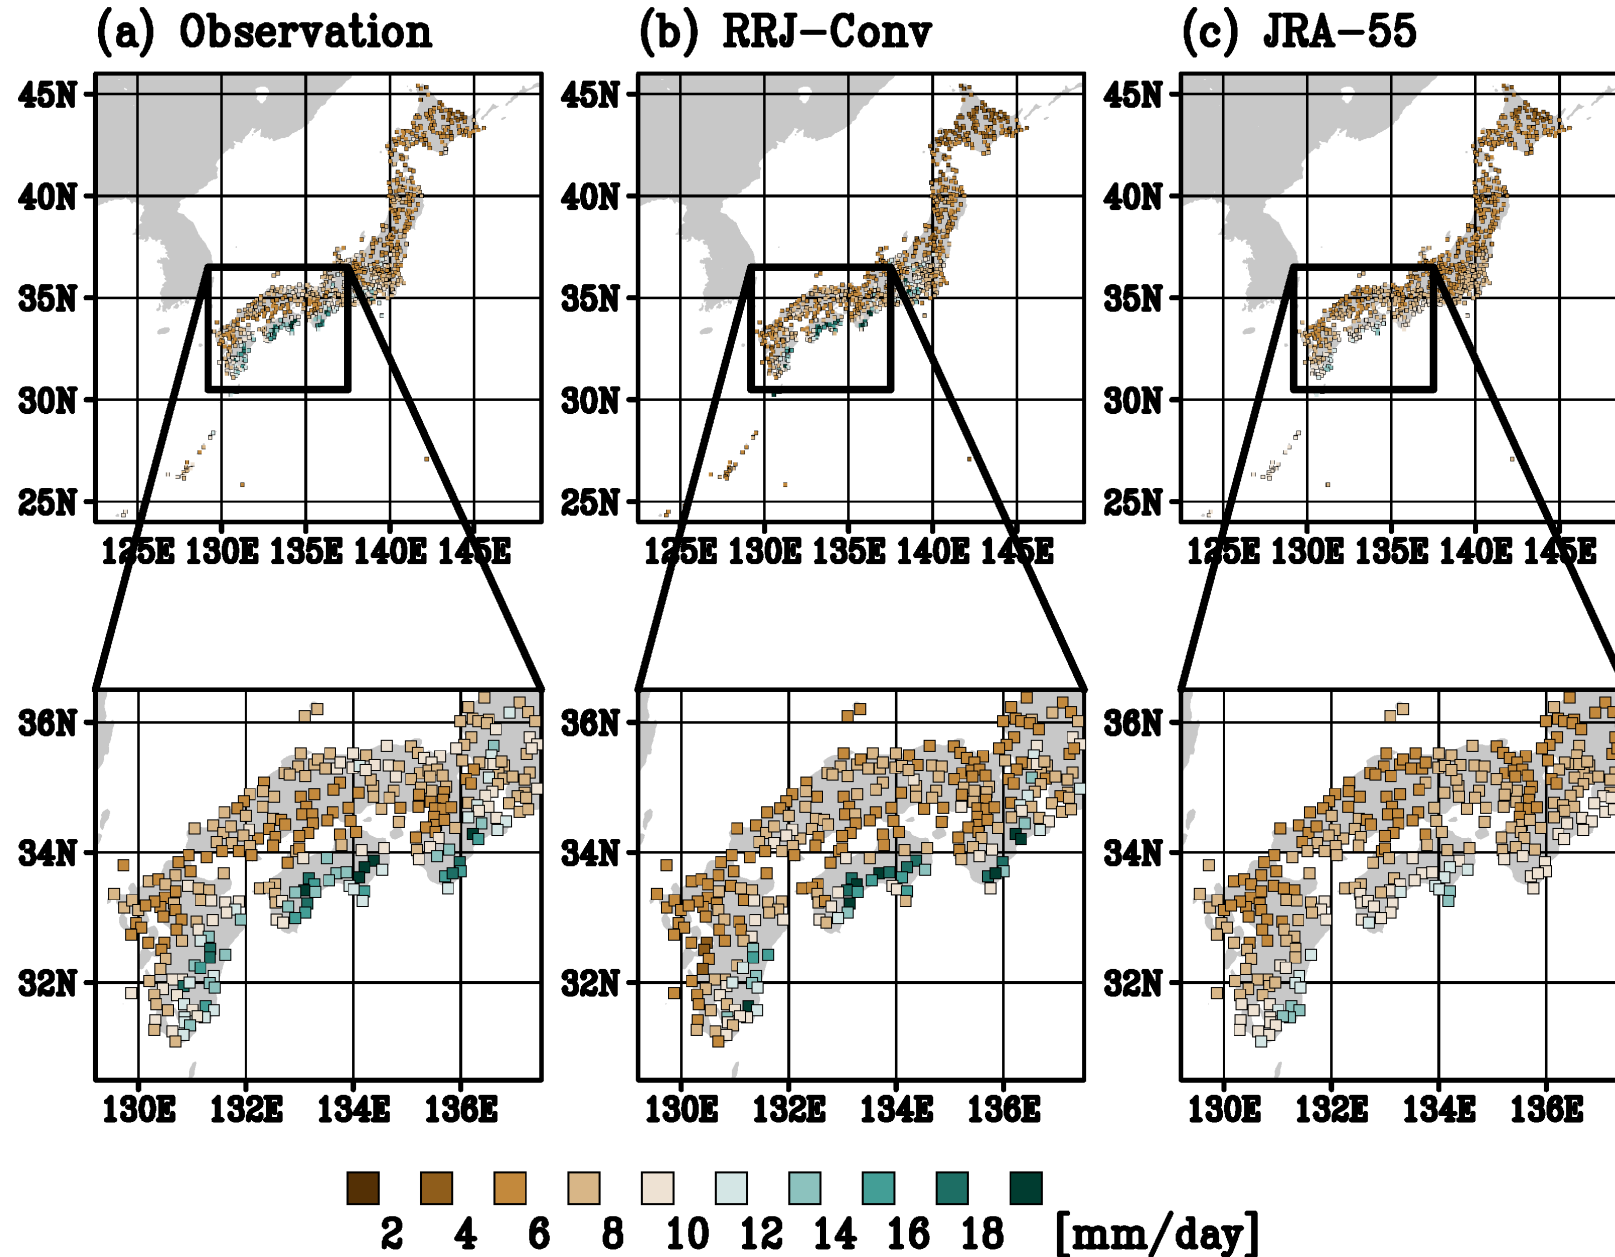 (a) Observation
(b) RRJ-Conv
(c) JRA-55
45N
40N
35N
30N
25N
125E 130E 135E 140E 145E
45N
40N
35N
30N
25N
125E 130E 135E 140E 145E
45N
40N
35N
30N
25N
125E 130E 135E 140E 145E
36N
34N
32N
130E 132E 134E 136E
36N
34N
32N
130E 132E 134E 136E
36N
34N
32N
130E 132E 134E 136E
2 4 6 8 10 12 14 16 18 [mm/day]